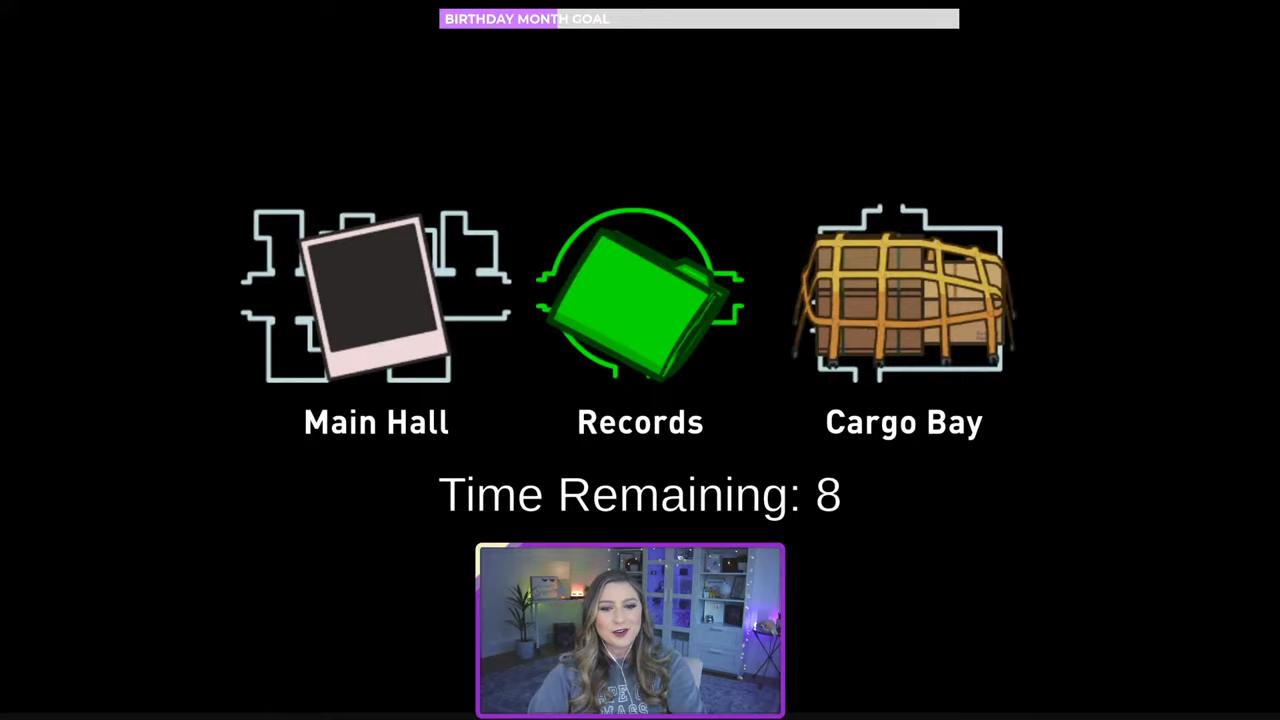 BIRTHDAY MONTH GOAL
Main Hall
Records
Cargo Bay
Time Remaining: 8